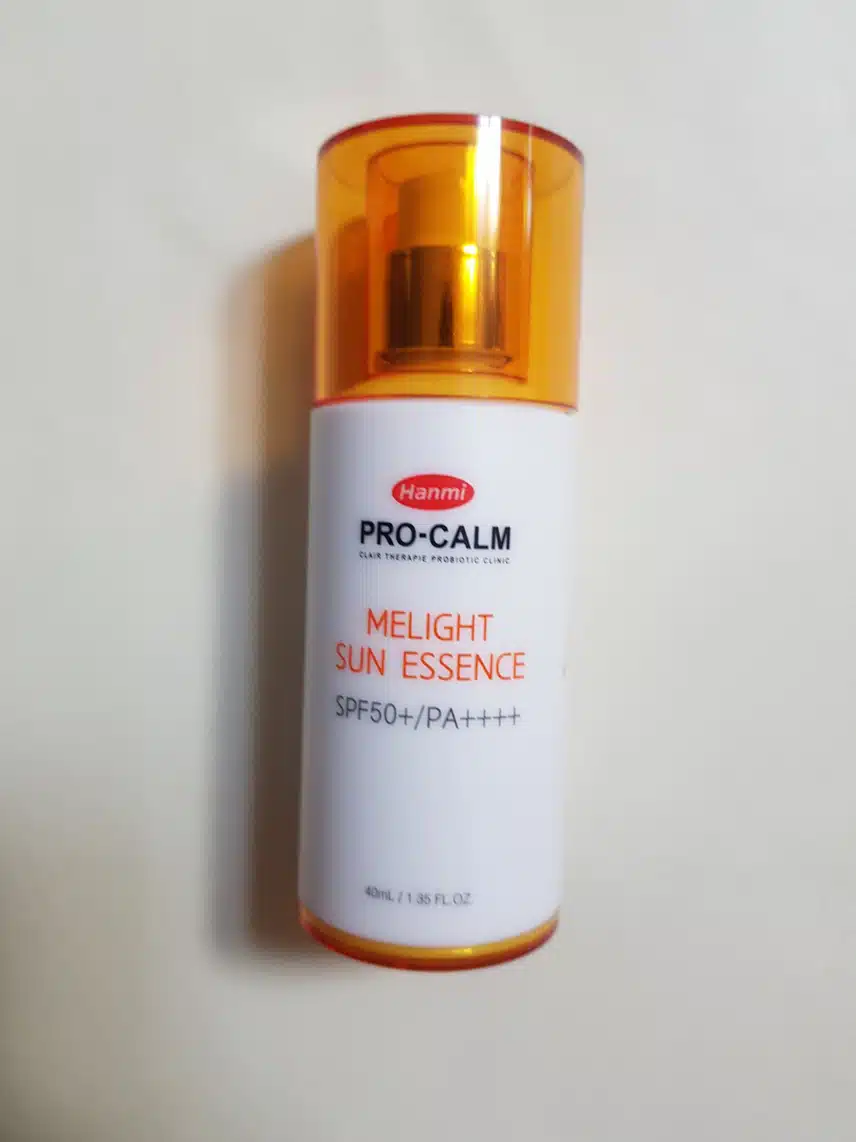 Hanmi
PRO-CALM
CLAIR THERAPIE PROBIOTIC CLINIC
MELIGHT
SUN ESSENCE
SPF50+/PA++++
40mL / 1.35 FL.OZ.